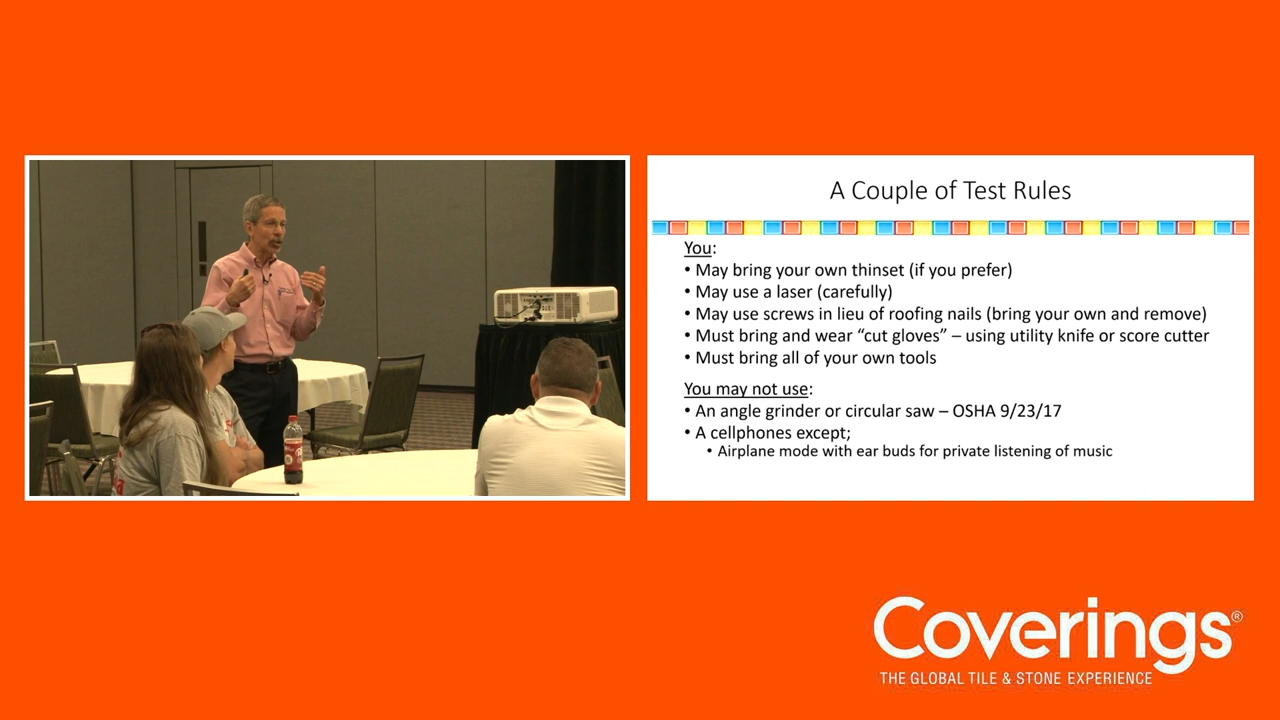 A Couple of Test Rules
You:
• May bring your own thinset (if you prefer)
• May use a laser (carefully)
• May use screws in lieu of roofing nails (bring your own and remove)
• Must bring and wear “cut gloves” – using utility knife or score cutter
• Must bring all of your own tools
You may not use:
• An angle grinder or circular saw – OSHA 9/23/17
• A cellphones except;
• Airplane mode with ear buds for private listening of music
Coverings®
THE GLOBAL TILE & STONE EXPERIENCE